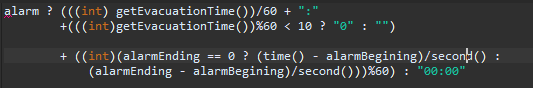 alarm ? (((int) getEvacuationTime())/60 + ":"
+(((int)getEvacuationTime())%60 < 10 ? "0" : "")
+ ((int)(alarmEnding == 0 ? (time() - alarmBegining)/second() :
(alarmEnding - alarmBegining)/second()))%60) : "00:00"